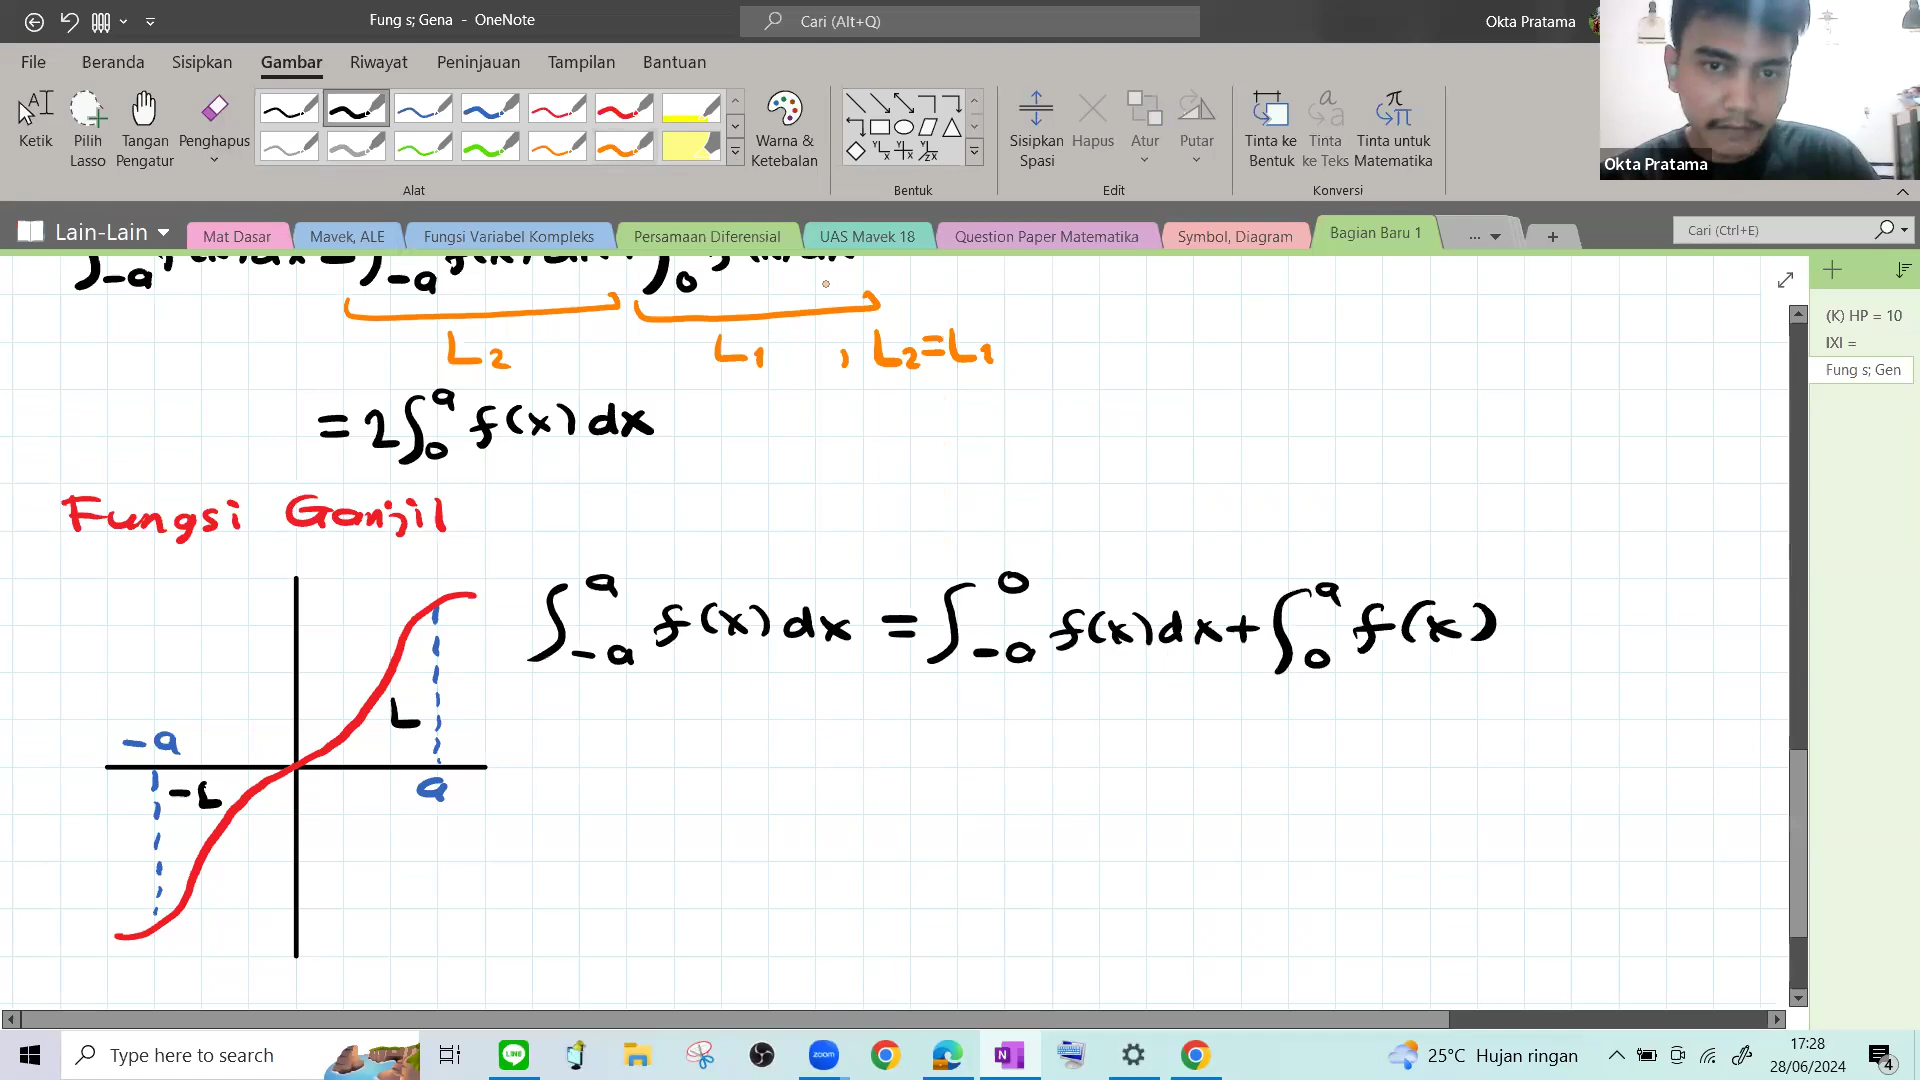 Fung s; Gena - OneNote
Cari (Alt+Q)
Okta Pratama
File Beranda Sisipkan Gambar Riwayat Peninjauan Tampilan Bantuan
Ketik
Pilih Lasso
Tangan Pengatur
Penghapus
Warna & Ketebalan
Sisipkan Spasi
Hapus
Atur
Putar
Tinta ke Bentuk
Tinta ke Teks
Tinta untuk Matematika
Alat
Bentuk
Edit
Konversi
Okta Pratama
Lain-Lain
Mat Dasar
Mavek, ALE
Fungsi Variabel Kompleks
Persamaan Diferensial
UAS Mavek 18
Question Paper Matematika
Symbol, Diagram
Bagian Baru 1
...
Cari (Ctrl+E)
(K) HP = 10
IXI =
Fung s; Gen
L₂ L₁ , L₂=L₁
= 2∫₀ᵃ f(x) dx
Fungsi Ganjil
∫₋ₐᵃ f(x) dx = ∫₋ₐ⁰ f(x) dx + ∫₀ᵃ f(x)
L
-a
-L
a
Type here to search
zoom
25°C Hujan ringan
17:28
28/06/2024
4